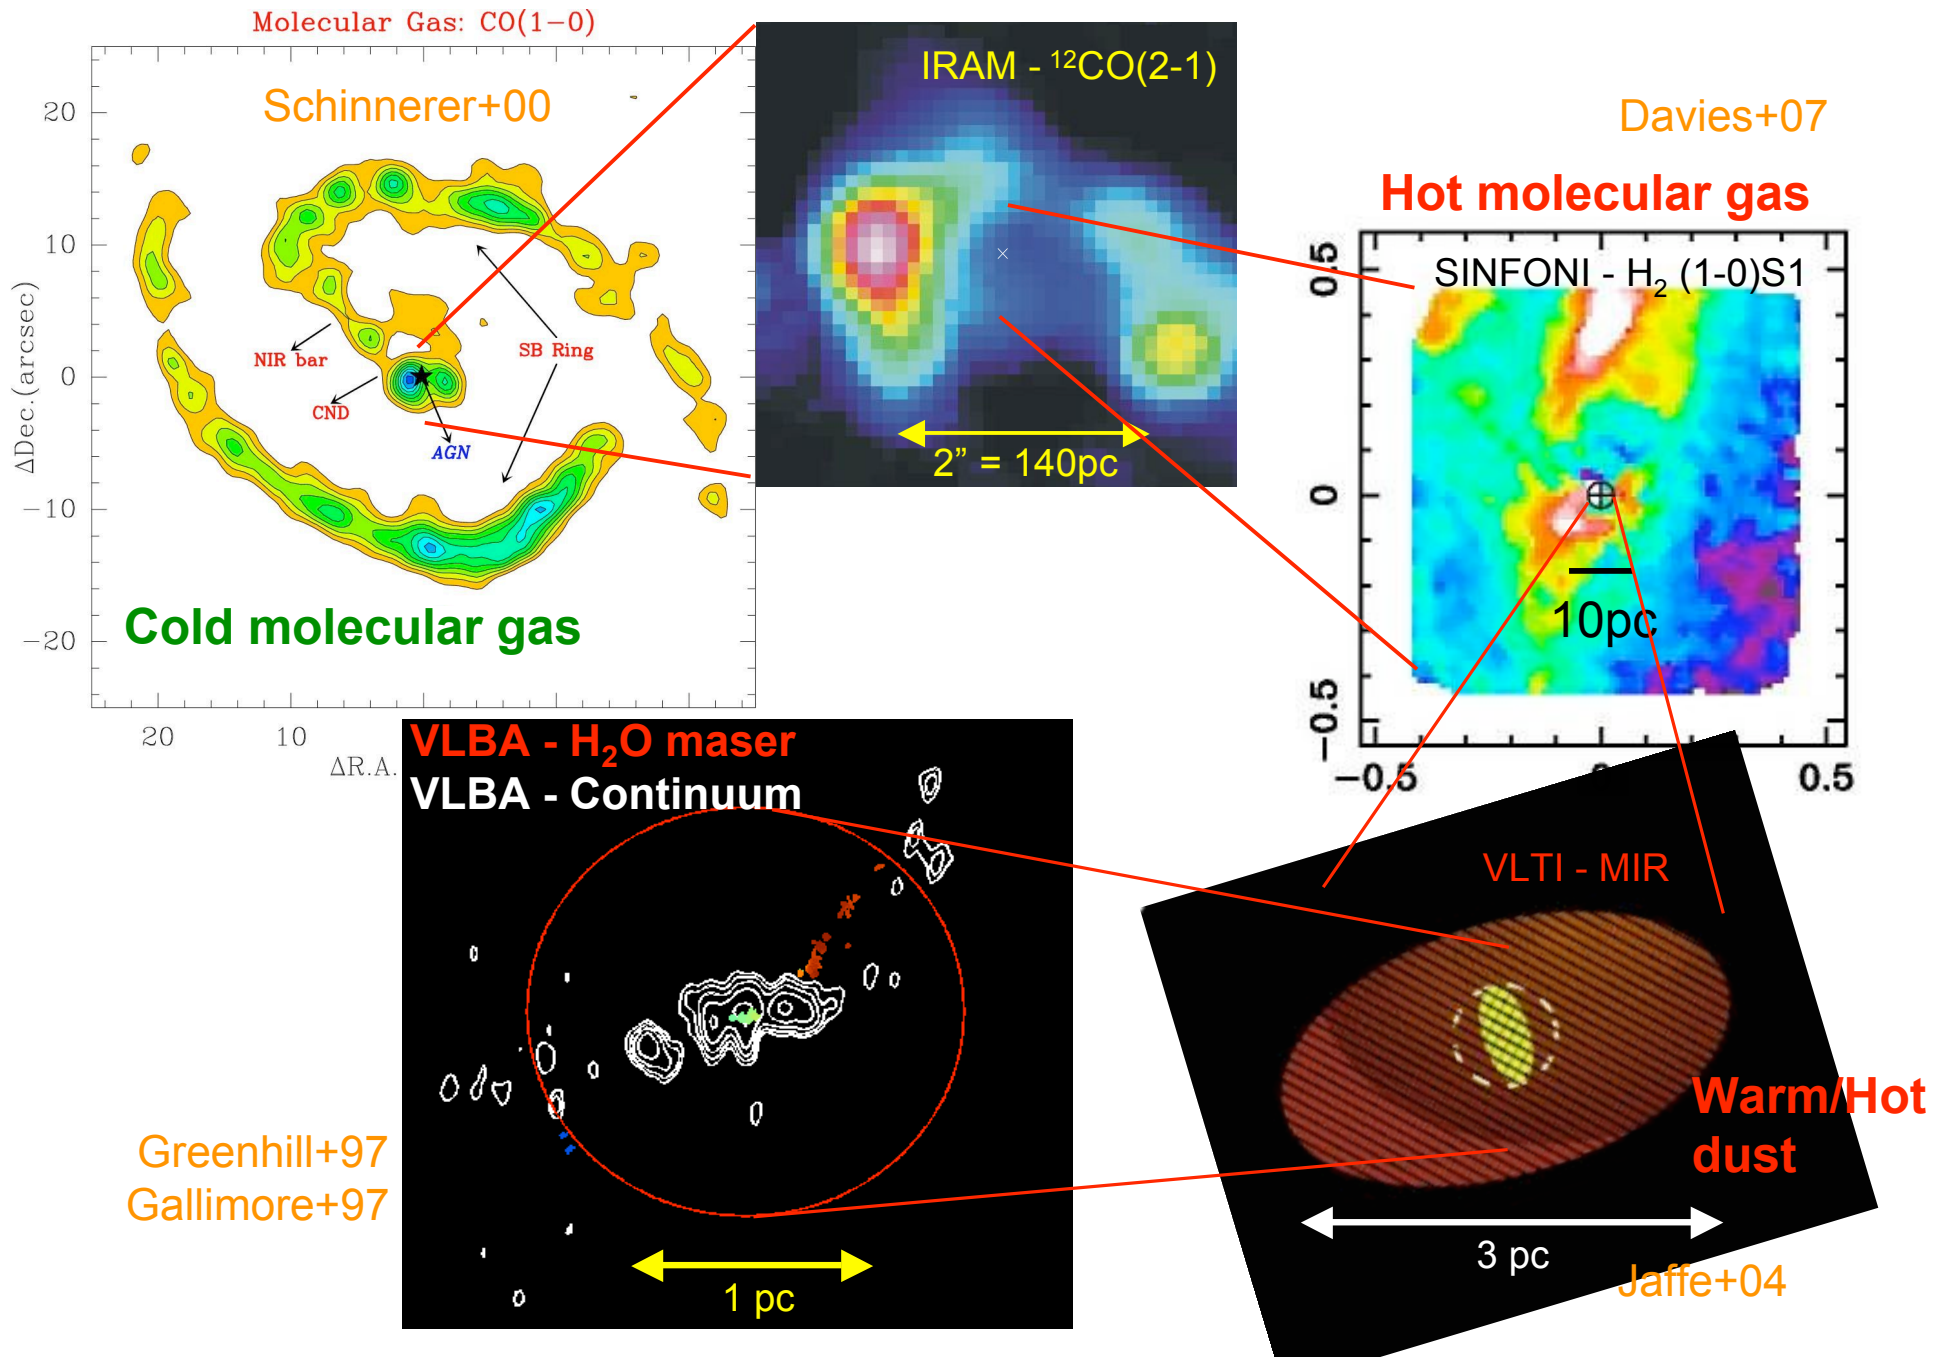 Molecular Gas: CO(1−0)
Schinnerer+00
20
10
0
−10
−20
ΔDec.(arcsec)
NIR bar
CND
SB Ring
AGN
Cold molecular gas
20
10
ΔR.A.
IRAM - ¹²CO(2-1)
2” = 140pc
Davies+07
Hot molecular gas
SINFONI - H₂ (1-0)S1
0.5
0
−0.5
10pc
−0.5
0.5
VLBA - H₂O maser
VLBA - Continuum
Greenhill+97
Gallimore+97
1 pc
VLTI - MIR
Warm/Hot
dust
3 pc
Jaffe+04